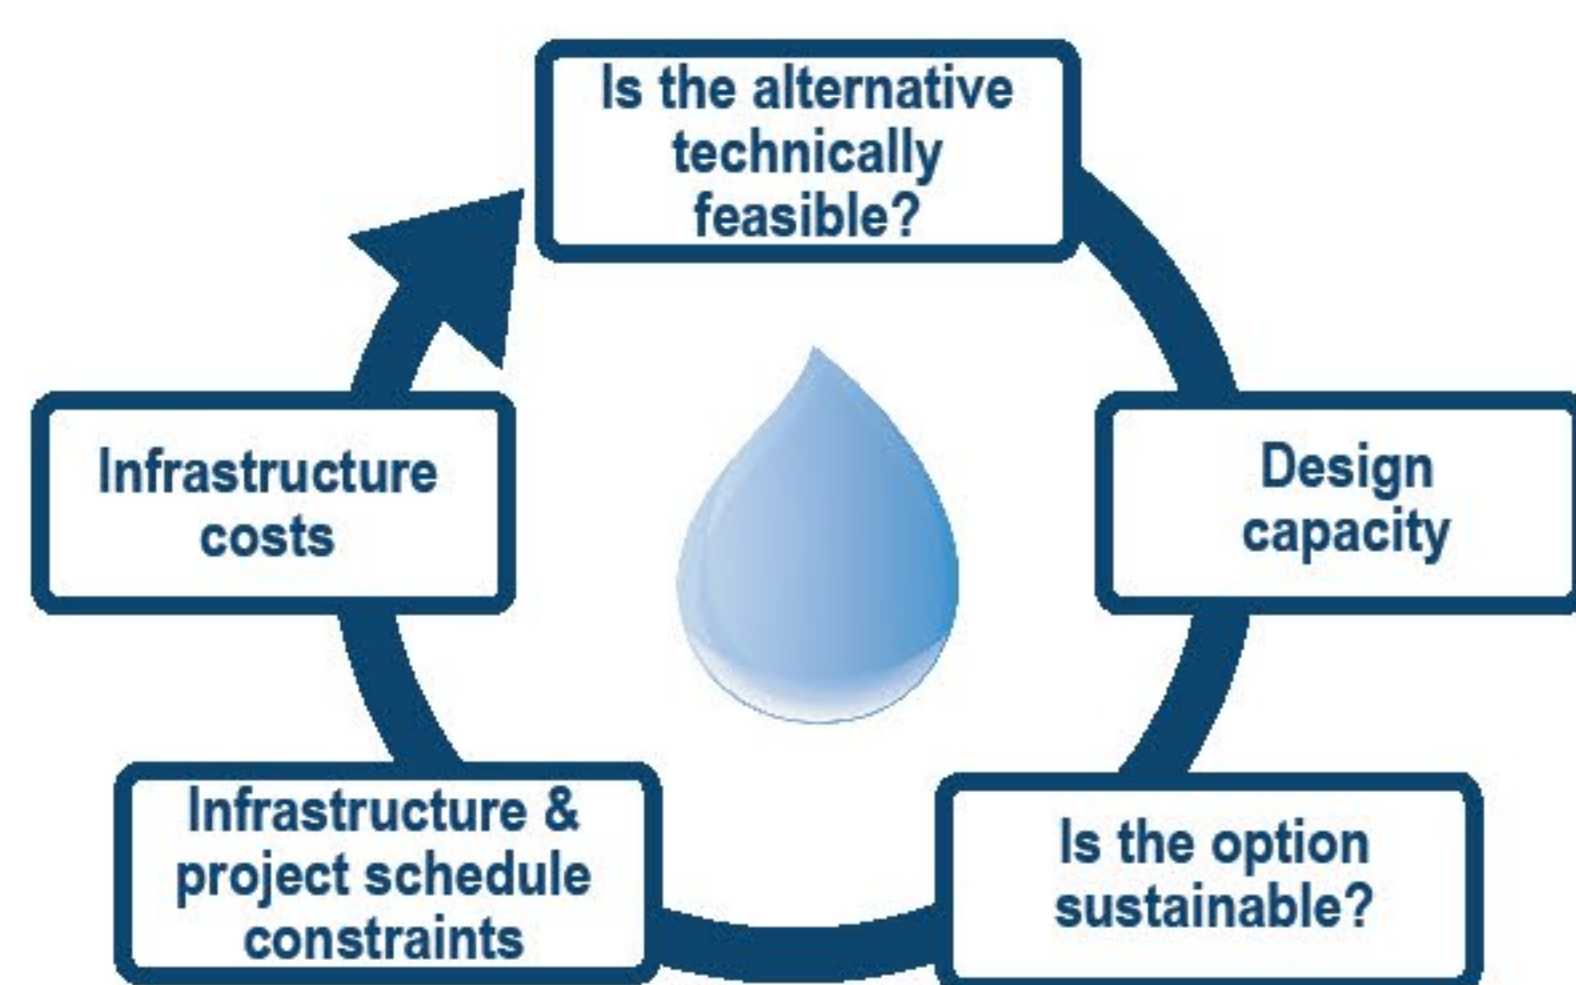 Is the alternative
technically
feasible?
Design
capacity
Is the option
sustainable?
Infrastructure &
project schedule
constraints
Infrastructure
costs